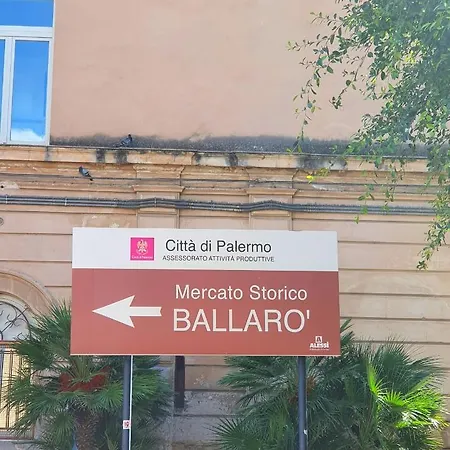 Città di Palermo
ASSESSORATO ATTIVITÀ PRODUTTIVE
Mercato Storico
BALLARO'
ALESSI